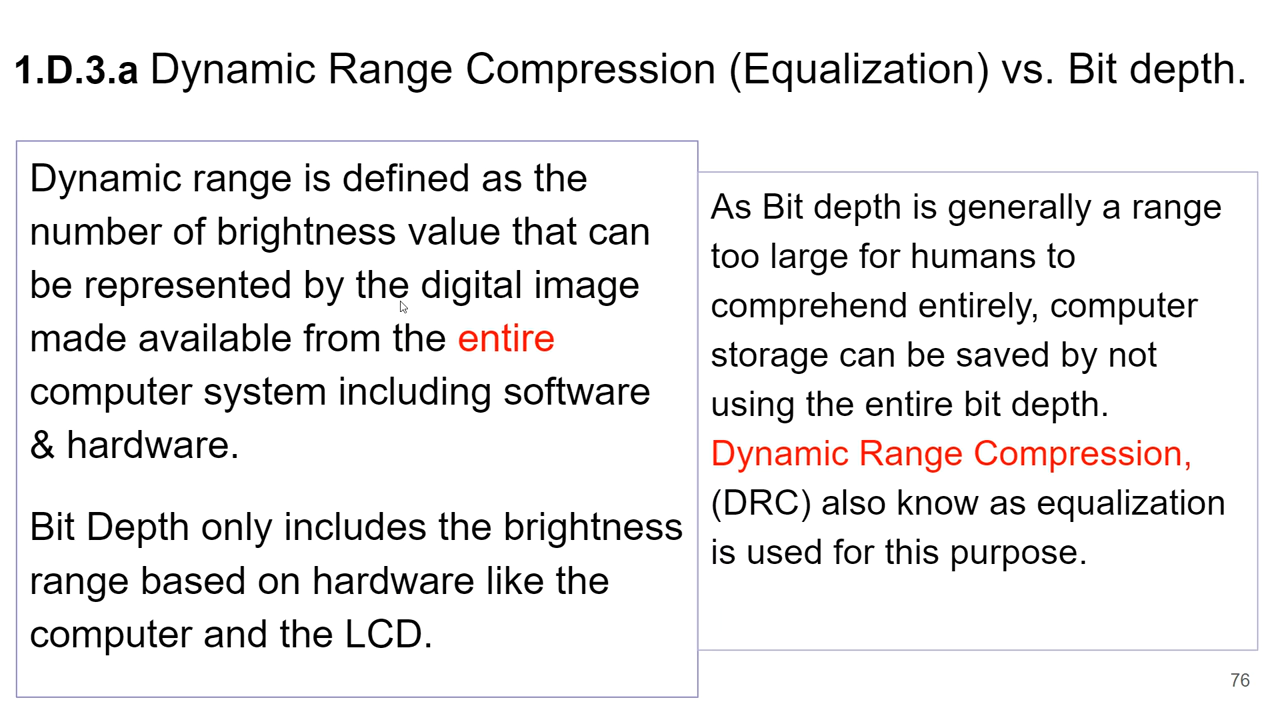 1.D.3.a Dynamic Range Compression (Equalization) vs. Bit depth.
Dynamic range is defined as the
number of brightness value that can
be represented by the digital image
made available from the entire
computer system including software
& hardware.
Bit Depth only includes the brightness
range based on hardware like the
computer and the LCD.
As Bit depth is generally a range
too large for humans to
comprehend entirely, computer
storage can be saved by not
using the entire bit depth.
Dynamic Range Compression,
(DRC) also know as equalization
is used for this purpose.
76